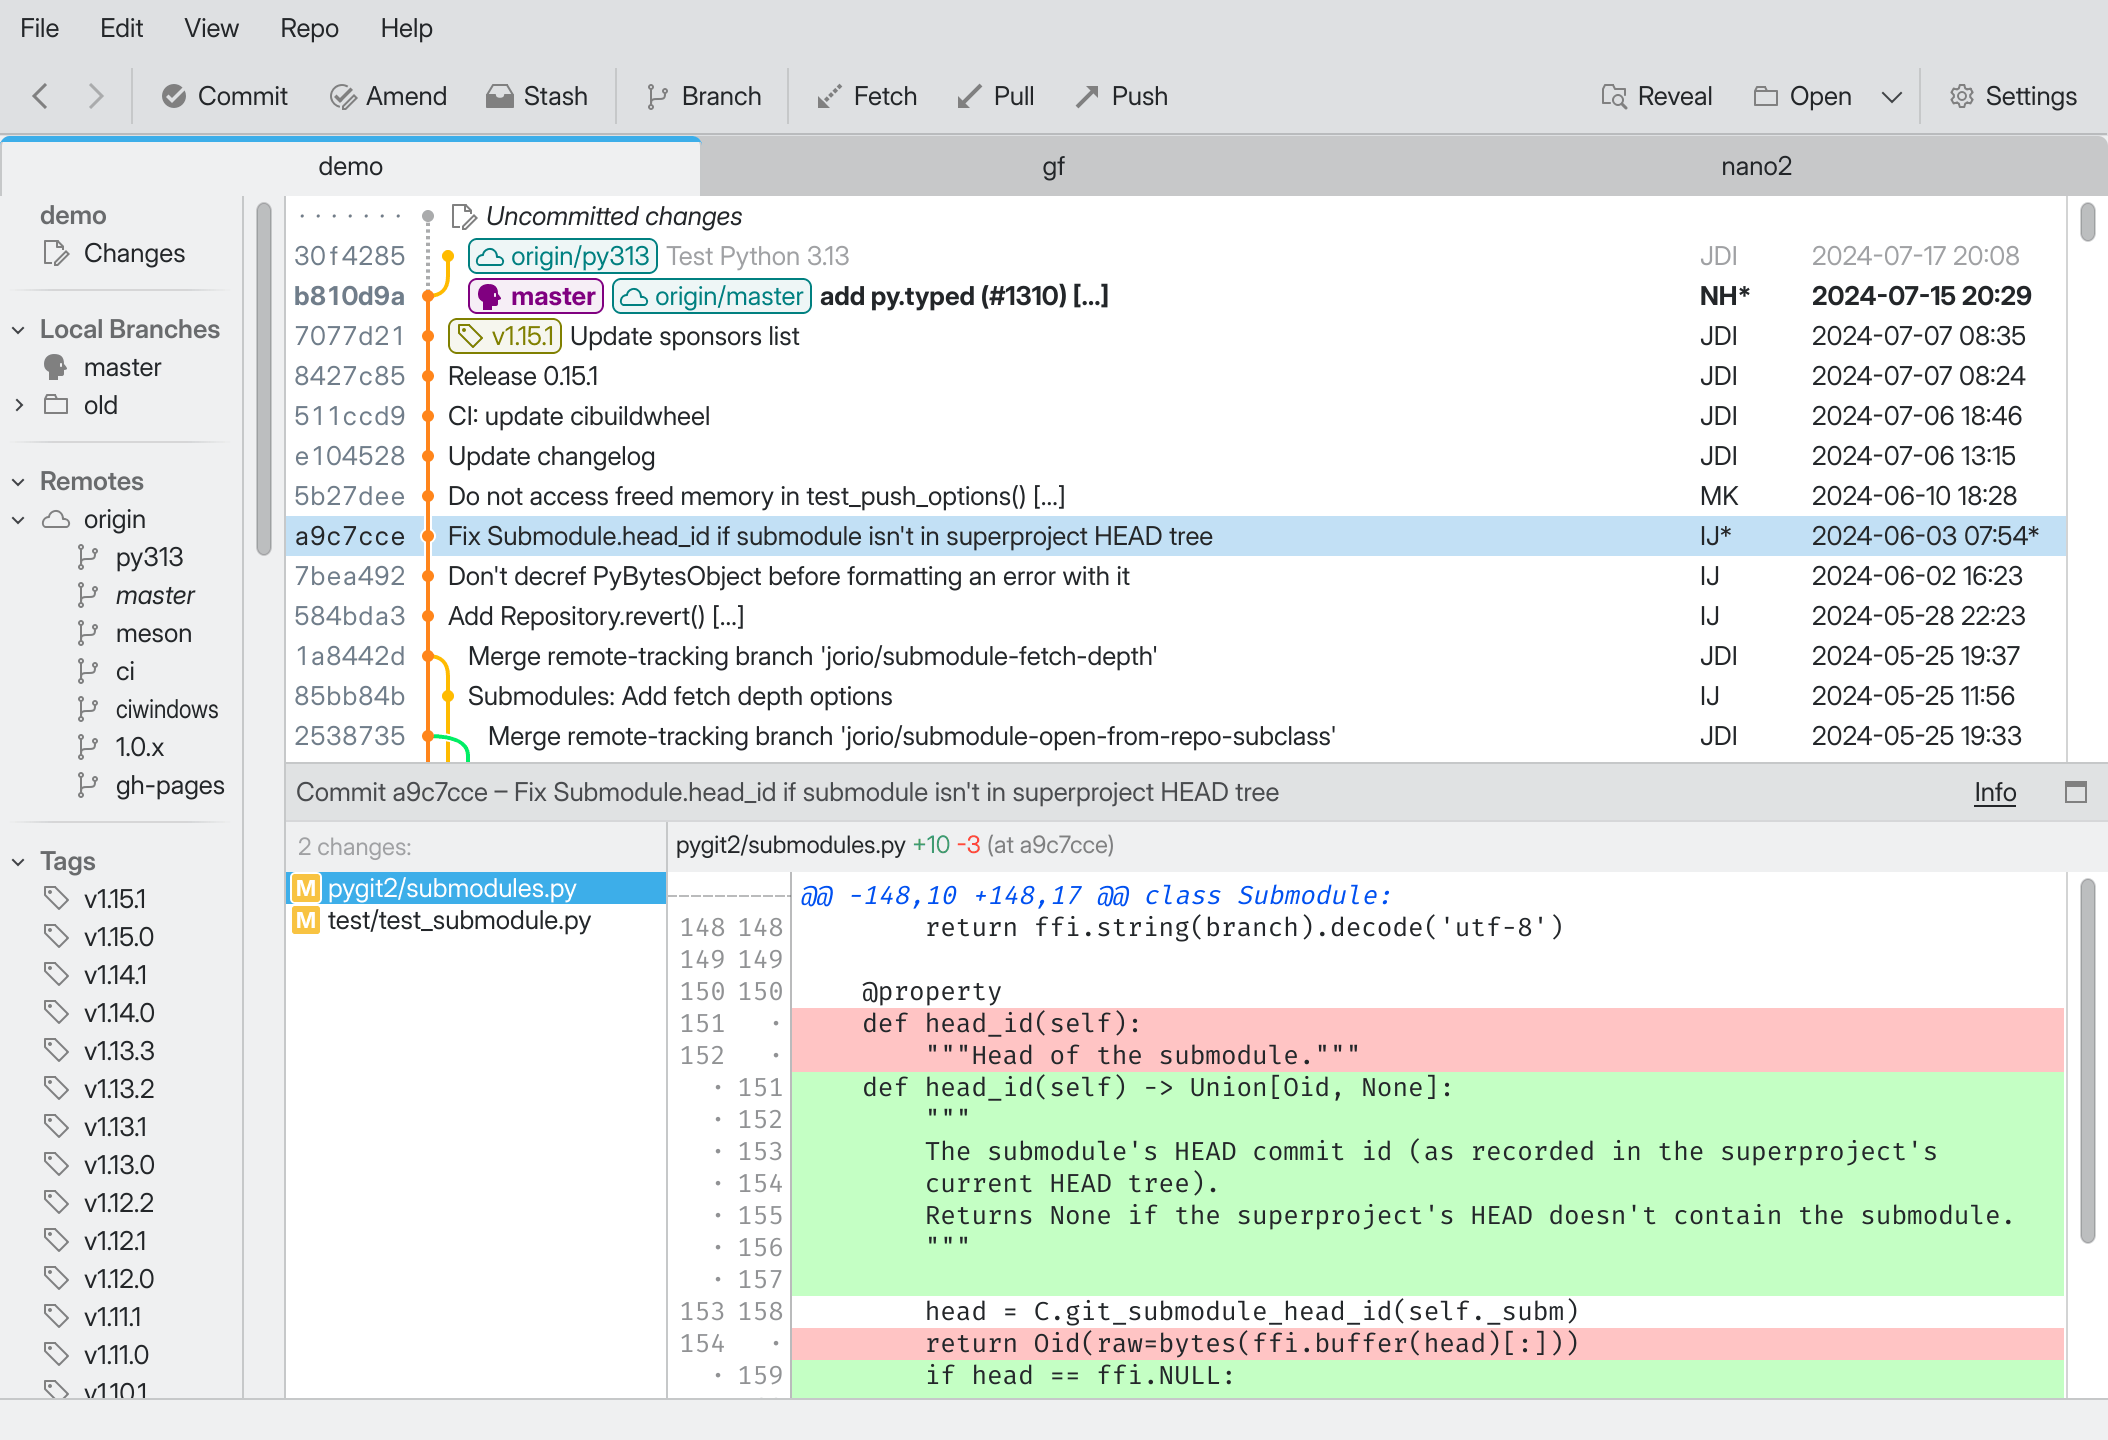 File Edit View Repo Help
Commit Amend Stash Branch Fetch Pull Push Reveal Open Settings
demo gf nano2
demo
Changes
Local Branches
master
old
Remotes
origin
py313
master
meson
ci
ciwindows
1.0.x
gh-pages
Tags
v1.15.1
v1.15.0
v1.14.1
v1.14.0
v1.13.3
v1.13.2
v1.13.1
v1.13.0
v1.12.2
v1.12.1
v1.12.0
v1.11.1
v1.11.0
v1.10.1
Uncommitted changes
30f4285 origin/py313 Test Python 3.13 JDI 2024-07-17 20:08
b810d9a master origin/master add py.typed (#1310) [...] NH* 2024-07-15 20:29
7077d21 v1.15.1 Update sponsors list JDI 2024-07-07 08:35
8427c85 Release 0.15.1 JDI 2024-07-07 08:24
511ccd9 CI: update cibuildwheel JDI 2024-07-06 18:46
e104528 Update changelog JDI 2024-07-06 13:15
5b27dee Do not access freed memory in test_push_options() [...] MK 2024-06-10 18:28
a9c7cce Fix Submodule.head_id if submodule isn't in superproject HEAD tree IJ* 2024-06-03 07:54*
7bea492 Don't decref PyBytesObject before formatting an error with it IJ 2024-06-02 16:23
584bda3 Add Repository.revert() [...] IJ 2024-05-28 22:23
1a8442d Merge remote-tracking branch 'jorio/submodule-fetch-depth' JDI 2024-05-25 19:37
85bb84b Submodules: Add fetch depth options IJ 2024-05-25 11:56
2538735 Merge remote-tracking branch 'jorio/submodule-open-from-repo-subclass' JDI 2024-05-25 19:33
Commit a9c7cce – Fix Submodule.head_id if submodule isn't in superproject HEAD tree Info
2 changes:
M pygit2/submodules.py
M test/test_submodule.py
pygit2/submodules.py +10 -3 (at a9c7cce)
@@ -148,10 +148,17 @@ class Submodule:
148 148 return ffi.string(branch).decode('utf-8')
149 149
150 150 @property
151 · def head_id(self):
152 · """Head of the submodule."""
· 151 def head_id(self) -> Union[Oid, None]:
· 152 """
· 153 The submodule's HEAD commit id (as recorded in the superproject's
· 154 current HEAD tree).
· 155 Returns None if the superproject's HEAD doesn't contain the submodule.
· 156 """
· 157
153 158 head = C.git_submodule_head_id(self._subm)
154 · return Oid(raw=bytes(ffi.buffer(head)[:]))
· 159 if head == ffi.NULL: